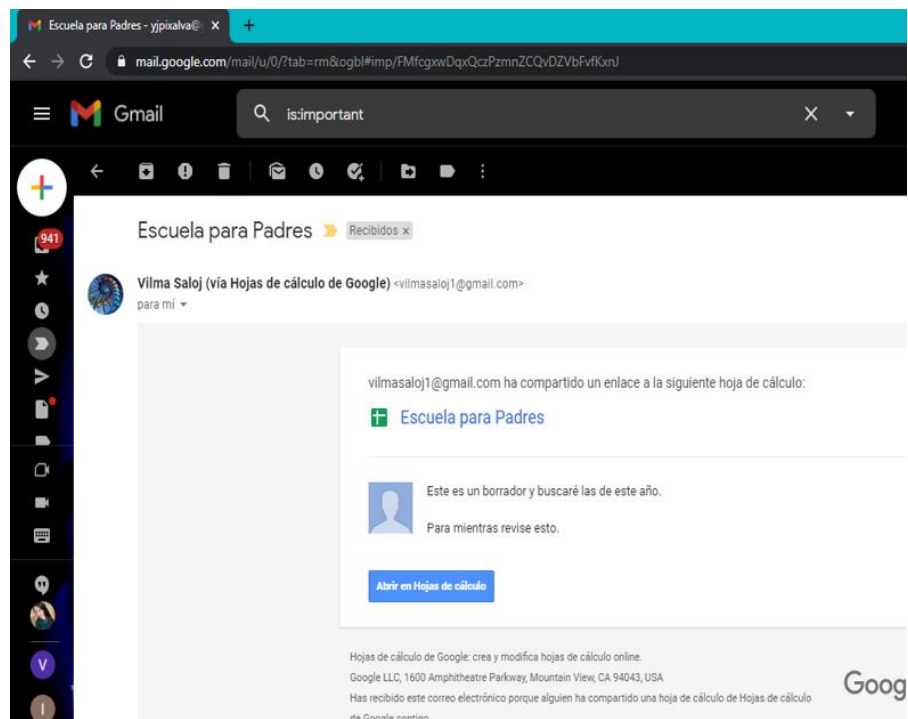 Escuela para Padres - yjpixalva@
mail.google.com/mail/u/0/?tab=rm&ogbl#imp/FMfcgxwDqxQczPzmnZCQvDZVbFvfKxnJ
Gmail
is:important
Escuela para Padres Recibidos x
941
Vilma Saloj (vía Hojas de cálculo de Google) <vilmasaloj1@gmail.com>
para mí
vilmasaloj1@gmail.com ha compartido un enlace a la siguiente hoja de cálculo:
Escuela para Padres
Este es un borrador y buscaré las de este año.
Para mientras revise esto.
Abrir en Hojas de cálculo
Hojas de cálculo de Google: crea y modifica hojas de cálculo online.
Google LLC, 1600 Amphitheatre Parkway, Mountain View, CA 94043, USA
Has recibido este correo electrónico porque alguien ha compartido una hoja de cálculo de Hojas de cálculo
de Google contigo.
Goog
V
I